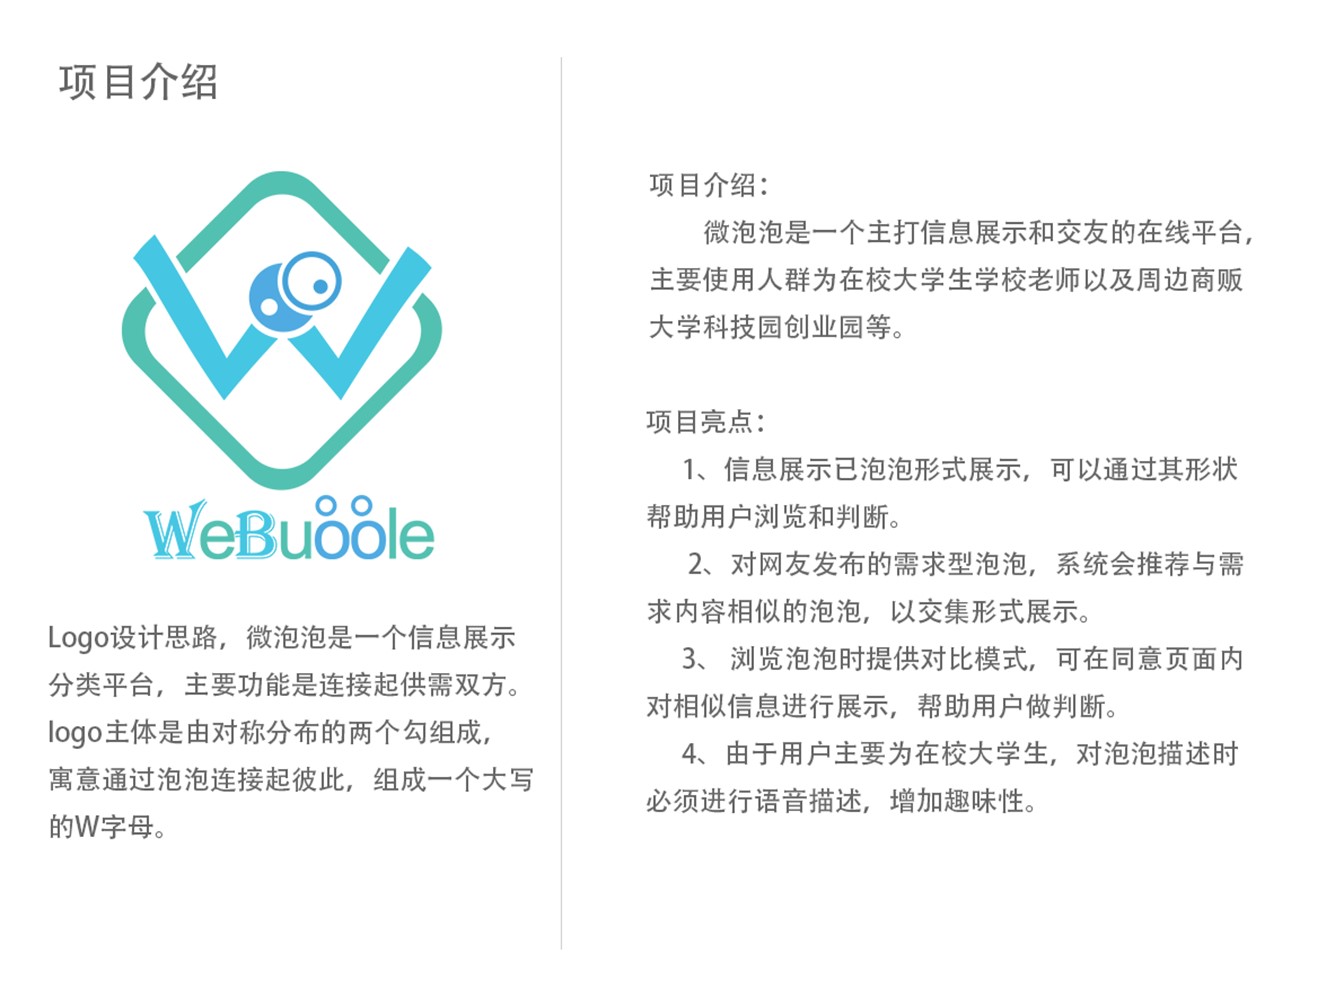 项目介绍
WeBuoole
Logo设计思路，微泡泡是一个信息展示
分类平台，主要功能是连接起供需双方。
logo主体是由对称分布的两个勾组成，
寓意通过泡泡连接起彼此，组成一个大写
的W字母。
项目介绍：
微泡泡是一个主打信息展示和交友的在线平台，
主要使用人群为在校大学生学校老师以及周边商贩
大学科技园创业园等。
项目亮点：
1、信息展示已泡泡形式展示，可以通过其形状
帮助用户浏览和判断。
2、对网友发布的需求型泡泡，系统会推荐与需
求内容相似的泡泡，以交集形式展示。
3、 浏览泡泡时提供对比模式，可在同意页面内
对相似信息进行展示，帮助用户做判断。
4、由于用户主要为在校大学生，对泡泡描述时
必须进行语音描述，增加趣味性。